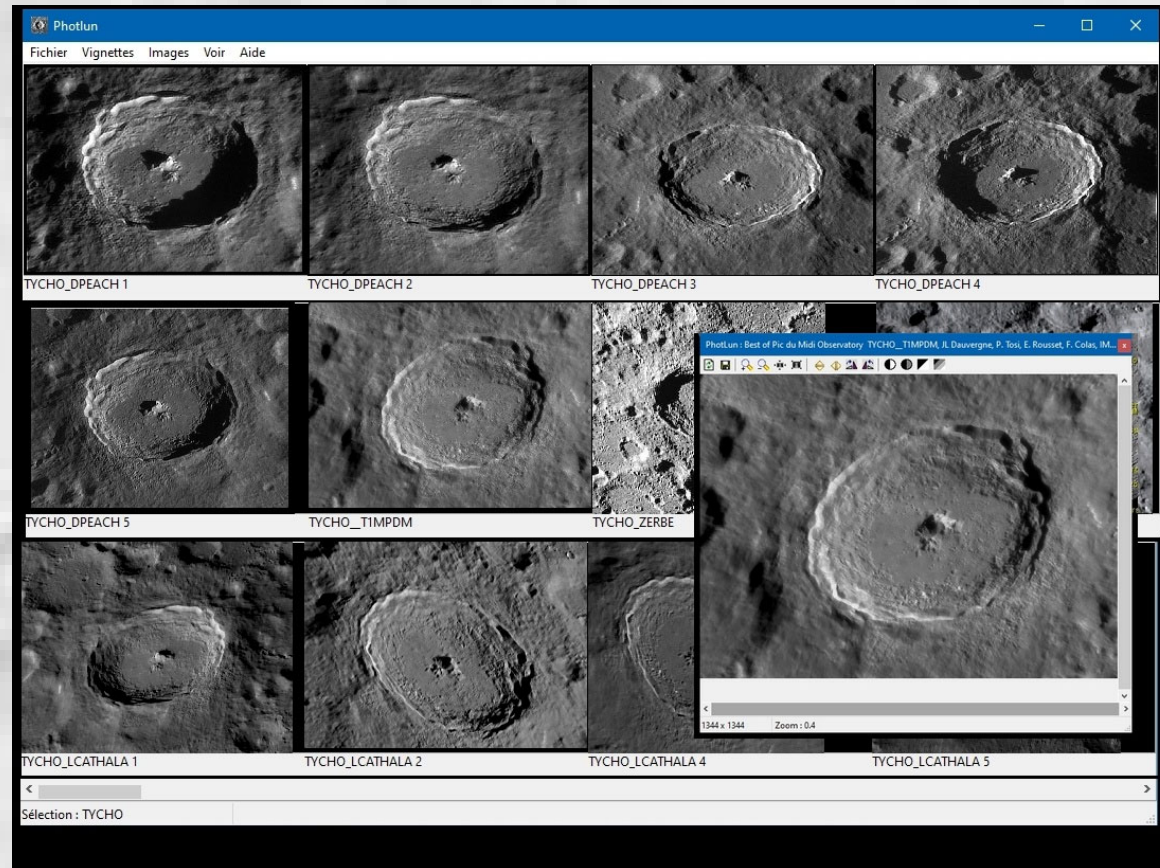 Photlun
Fichier Vignettes Images Voir Aide
TYCHO_DPEACH 1 TYCHO_DPEACH 2 TYCHO_DPEACH 3 TYCHO_DPEACH 4
PhotLun : Best of Pic du Midi Observatory TYCHO__T1MPDM, JL Dauvergne, P. Tosi, E. Rousset, F. Colas, IM...
TYCHO_DPEACH 5 TYCHO__T1MPDM TYCHO_ZERBE
1344 x 1344 Zoom : 0.4
TYCHO_LCATHALA 1 TYCHO_LCATHALA 2 TYCHO_LCATHALA 4 TYCHO_LCATHALA 5
Sélection : TYCHO